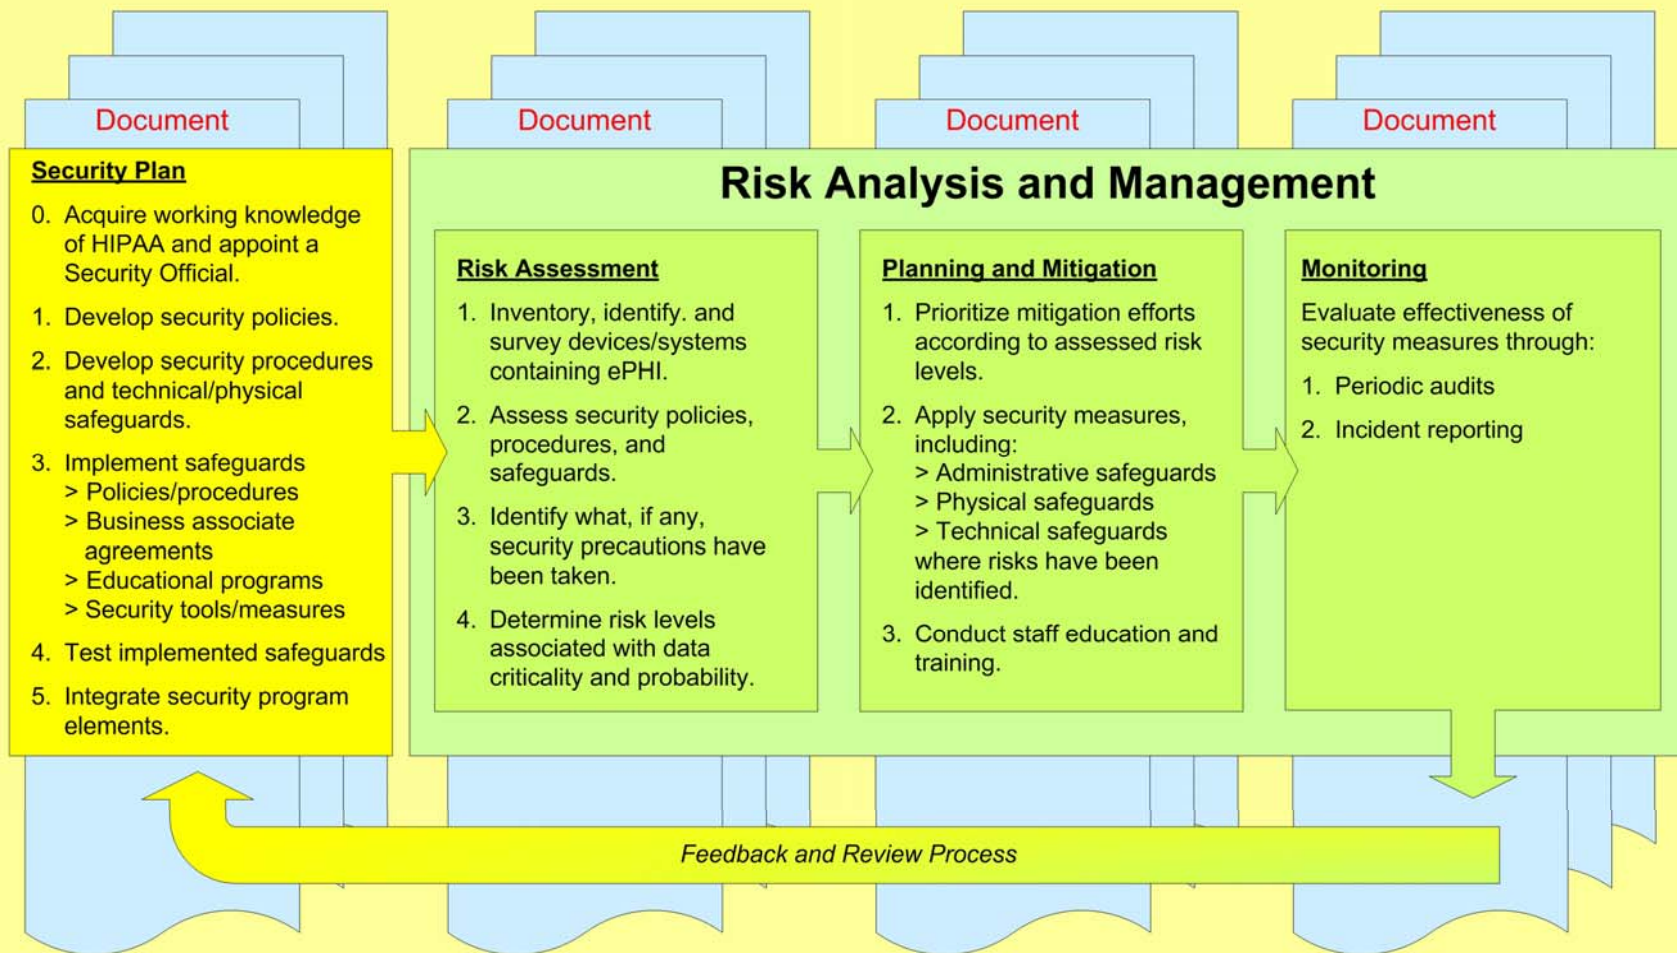 Document
Document
Document
Document
Security Plan
0. Acquire working knowledge
of HIPAA and appoint a
Security Official.
1. Develop security policies.
2. Develop security procedures
and technical/physical
safeguards.
3. Implement safeguards
> Policies/procedures
> Business associate
agreements
> Educational programs
> Security tools/measures
4. Test implemented safeguards
5. Integrate security program
elements.
Risk Analysis and Management
Risk Assessment
1. Inventory, identify. and
survey devices/systems
containing ePHI.
2. Assess security policies,
procedures, and
safeguards.
3. Identify what, if any,
security precautions have
been taken.
4. Determine risk levels
associated with data
criticality and probability.
Planning and Mitigation
1. Prioritize mitigation efforts
according to assessed risk
levels.
2. Apply security measures,
including:
> Administrative safeguards
> Physical safeguards
> Technical safeguards
where risks have been
identified.
3. Conduct staff education and
training.
Monitoring
Evaluate effectiveness of
security measures through:
1. Periodic audits
2. Incident reporting
Feedback and Review Process